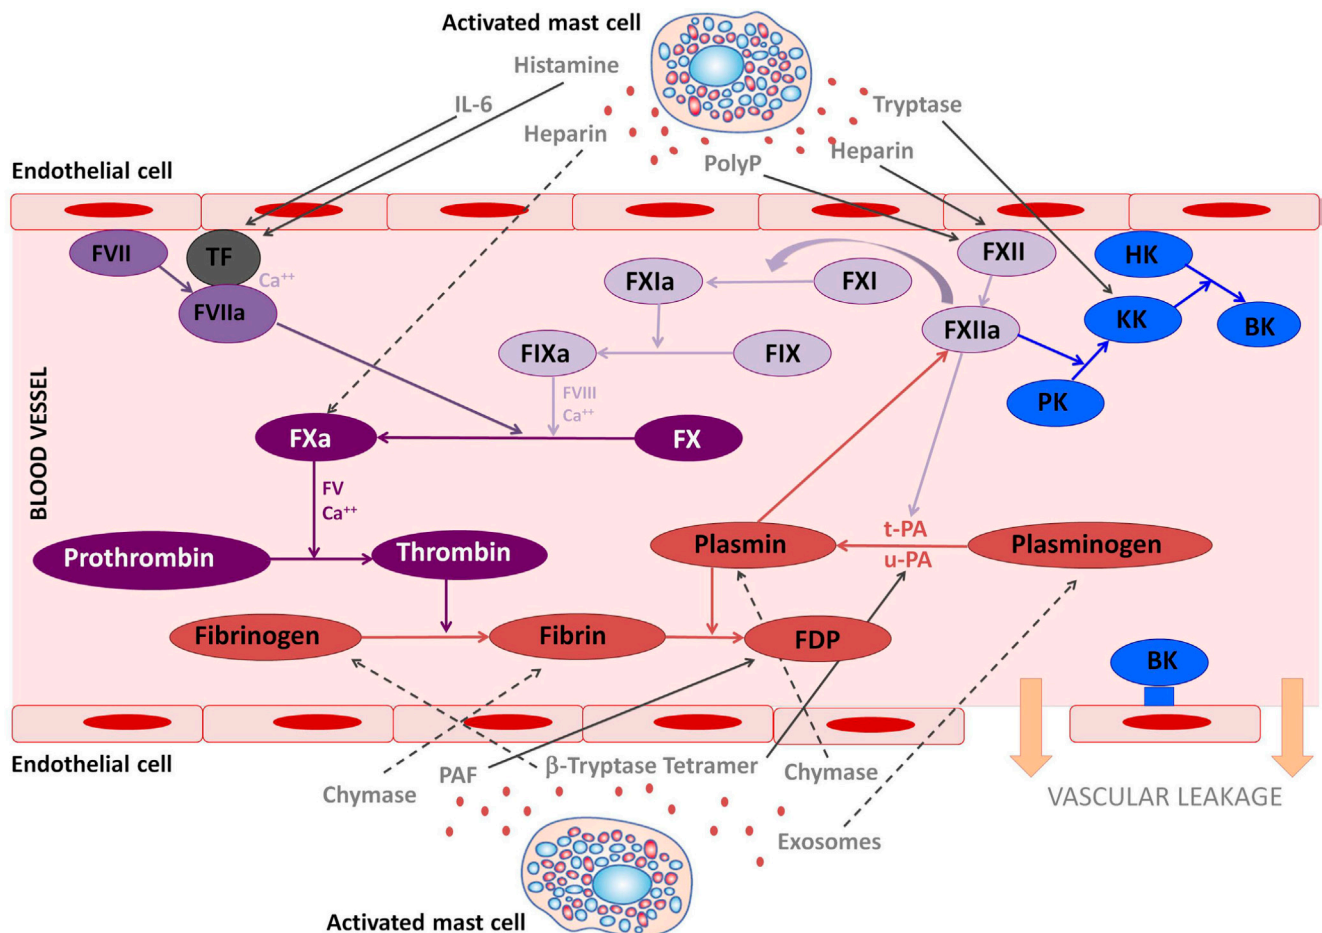 Activated mast cell
Histamine
IL-6
Tryptase
Heparin
Heparin
PolyP
Endothelial cell
FVII
TF
FXII
HK
Ca++
FXIa
FXI
FVIIa
FXIIa
KK
BK
FIXa
FIX
FVIII
Ca++
PK
BLOOD VESSEL
FXa
FX
FV
Ca++
t-PA
Prothrombin
Thrombin
Plasmin
Plasminogen
u-PA
Fibrinogen
Fibrin
FDP
BK
Endothelial cell
PAF
β-Tryptase Tetramer
Chymase
Chymase
VASCULAR LEAKAGE
Exosomes
Activated mast cell